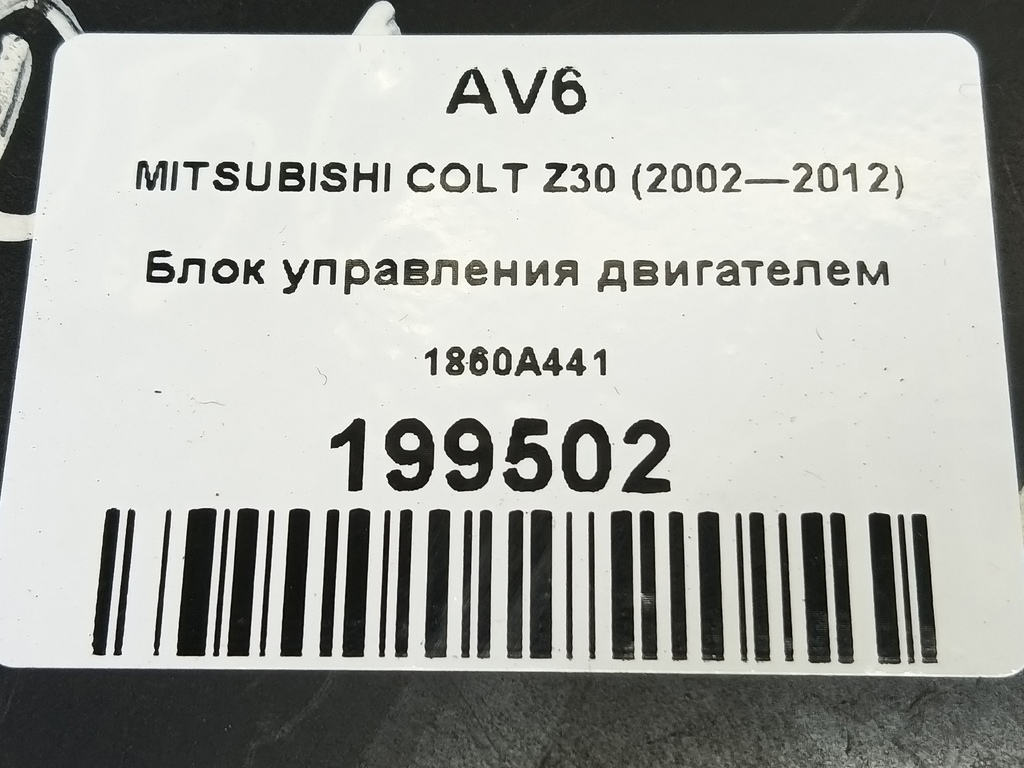 AV6
MITSUBISHI COLT Z30 (2002—2012)
Блок управления двигателем
1860A441
199502